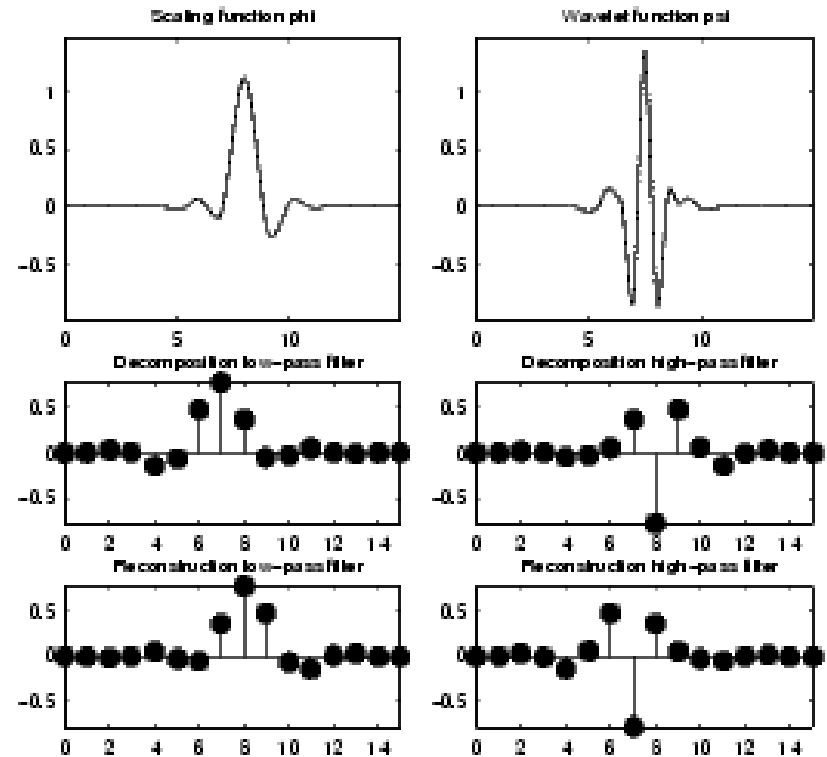 Scaling function phi
Wavelet function psi
1
0.5
0
-0.5
0 5 10
1
0.5
0
-0.5
0 5 10
Decomposition low-pass filter
Decomposition high-pass filter
0.5
0
-0.5
0 2 4 6 8 10 12 14
0.5
0
-0.5
0 2 4 6 8 10 12 14
Reconstruction low-pass filter
Reconstruction high-pass filter
0.5
0
-0.5
0 2 4 6 8 10 12 14
0.5
0
-0.5
0 2 4 6 8 10 12 14